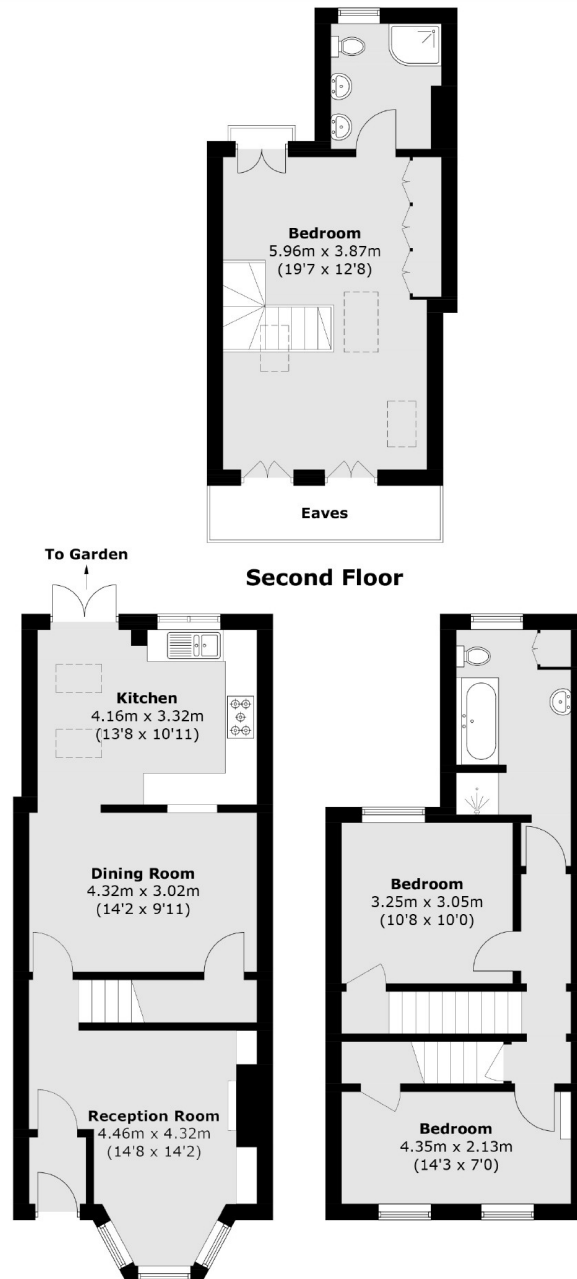 Bedroom
5.96m x 3.87m
(19'7 x 12'8)
Eaves
Second Floor
To Garden
Kitchen
4.16m x 3.32m
(13'8 x 10'11)
Dining Room
4.32m x 3.02m
(14'2 x 9'11)
Reception Room
4.46m x 4.32m
(14'8 x 14'2)
Bedroom
3.25m x 3.05m
(10'8 x 10'0)
Bedroom
4.35m x 2.13m
(14'3 x 7'0)